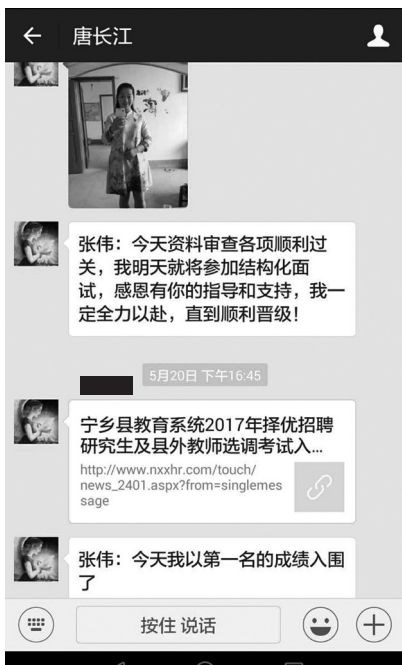 唐长江
张伟：今天资料审查各项顺利过
关，我明天就将参加结构化面
试，感恩有你的指导和支持，我一
定全力以赴，直到顺利晋级！
5月20日 下午16:45
宁乡县教育系统2017年择优招聘
研究生及县外教师选调考试入...
http://www.nxxhr.com/touch/
news_2401.aspx?from=singlemes
sage
张伟：今天我以第一名的成绩入围
了
按住 说话